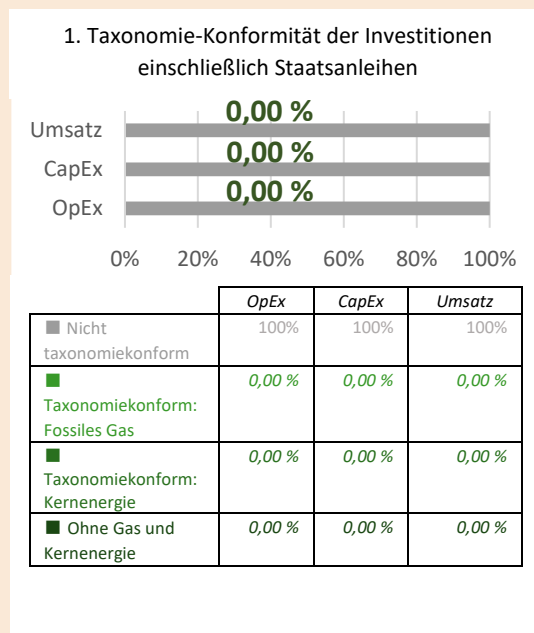 1. Taxonomie-Konformität der Investitionen
einschließlich Staatsanleihen
Umsatz 0,00 %
CapEx 0,00 %
OpEx 0,00 %
0% 20% 40% 60% 80% 100%
OpEx CapEx Umsatz
Nicht 100% 100% 100%
taxonomiekonform
0,00 % 0,00 % 0,00 %
Taxonomiekonform:
Fossiles Gas
0,00 % 0,00 % 0,00 %
Taxonomiekonform:
Kernenergie
Ohne Gas und 0,00 % 0,00 % 0,00 %
Kernenergie